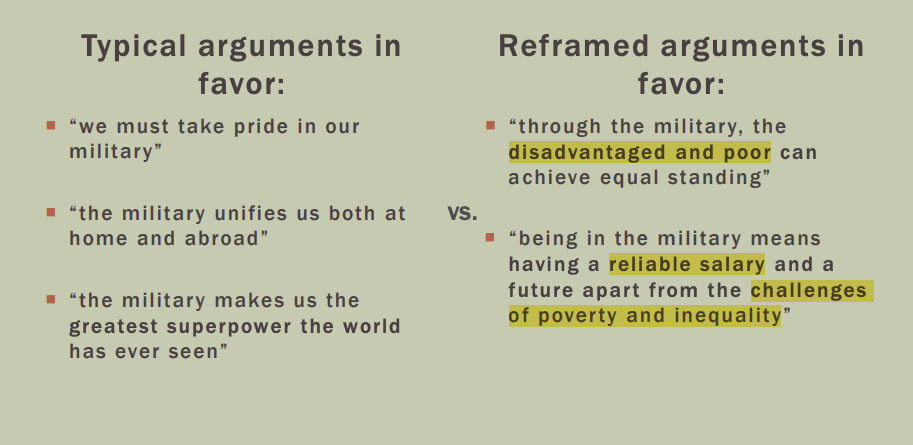 Typical arguments in
favor:
■ “we must take pride in our
military”
■ “the military unifies us both at
home and abroad”
■ “the military makes us the
greatest superpower the world
has ever seen”
vs.
Reframed arguments in
favor:
■ “through the military, the
disadvantaged and poor can
achieve equal standing”
■ “being in the military means
having a reliable salary and a
future apart from the challenges
of poverty and inequality”